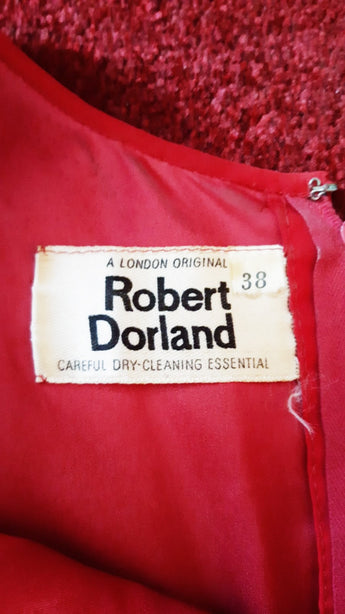 A LONDON ORIGINAL
38
Robert
Dorland
CAREFUL DRY-CLEANING ESSENTIAL